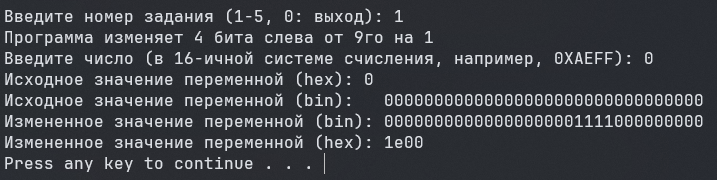 Введите номер задания (1-5, 0: выход): 1
Программа изменяет 4 бита слева от 9го на 1
Введите число (в 16-ичной системе счисления, например, 0XAEFF): 0
Исходное значение переменной (hex): 0
Исходное значение переменной (bin):   00000000000000000000000000000000
Измененное значение переменной (bin): 00000000000000000001111000000000
Измененное значение переменной (hex): 1e00
Press any key to continue . . .